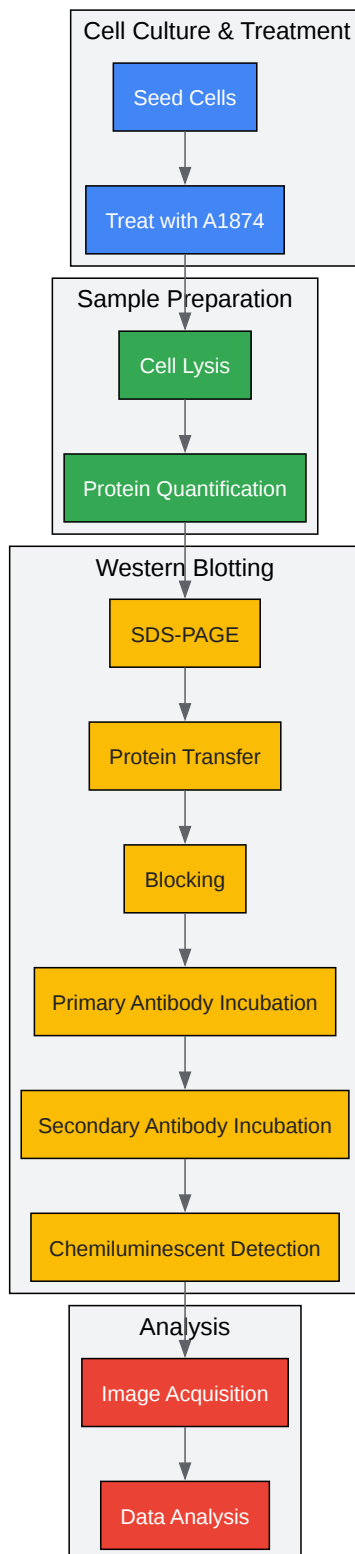 Cell Culture & Treatment
Seed Cells
Treat with A1874
Sample Preparation
Cell Lysis
Protein Quantification
Western Blotting
SDS-PAGE
Protein Transfer
Blocking
Primary Antibody Incubation
Secondary Antibody Incubation
Chemiluminescent Detection
Analysis
Image Acquisition
Data Analysis